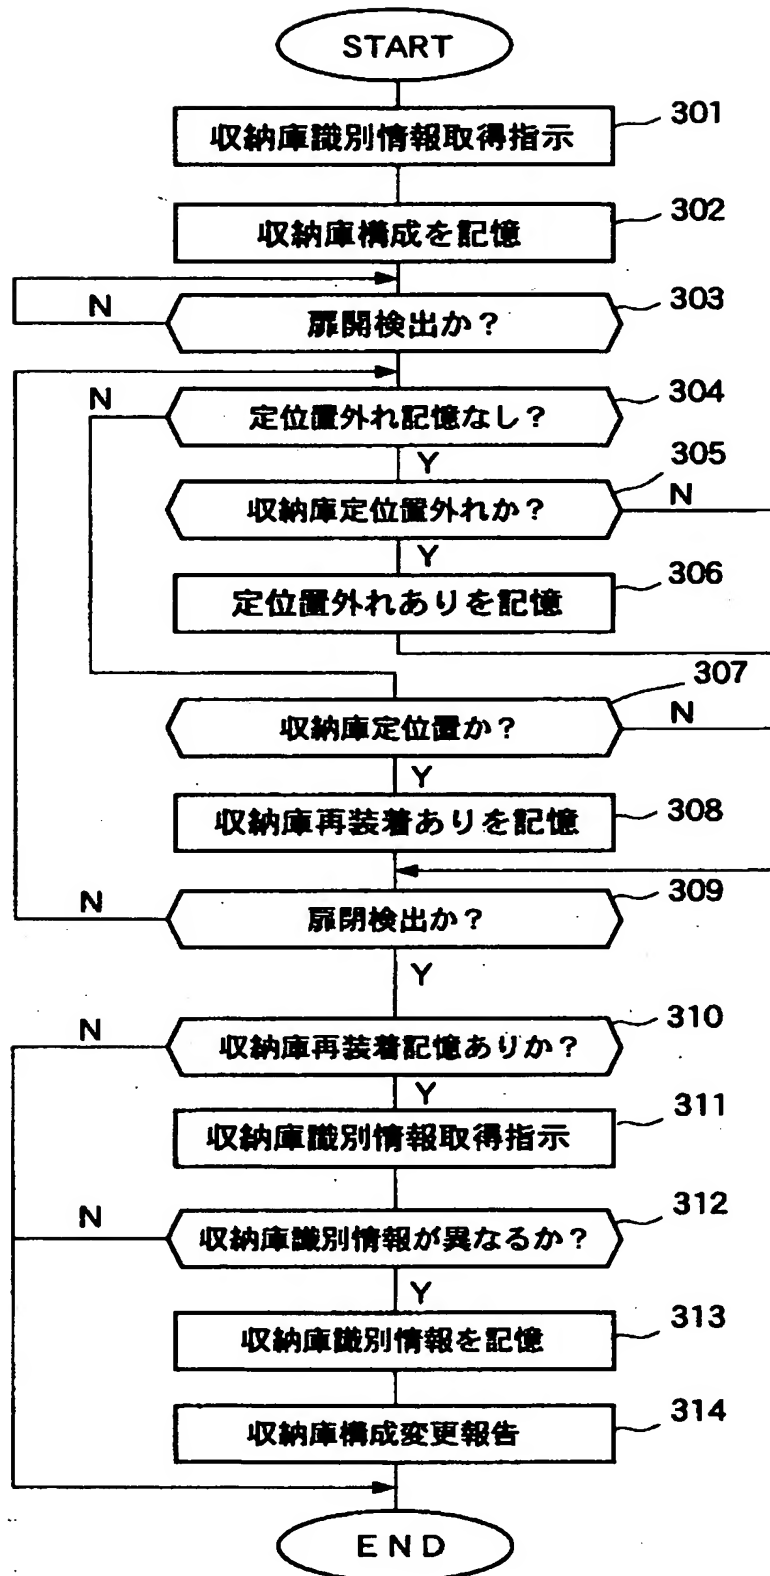 START
収納庫識別情報取得指示
301
収納庫構成を記憶
302
扉開検出か?
303
N
定位置外れ記憶なし?
304
N
Y
収納庫定位置外れか?
305
N
Y
定位置外れありを記憶
306
収納庫定位置か?
307
N
Y
収納庫再装着ありを記憶
308
扉閉検出か?
309
N
Y
収納庫再装着記憶ありか?
310
N
Y
収納庫識別情報取得指示
311
収納庫識別情報が異なるか?
312
N
Y
収納庫識別情報を記憶
313
収納庫構成変更報告
314
END